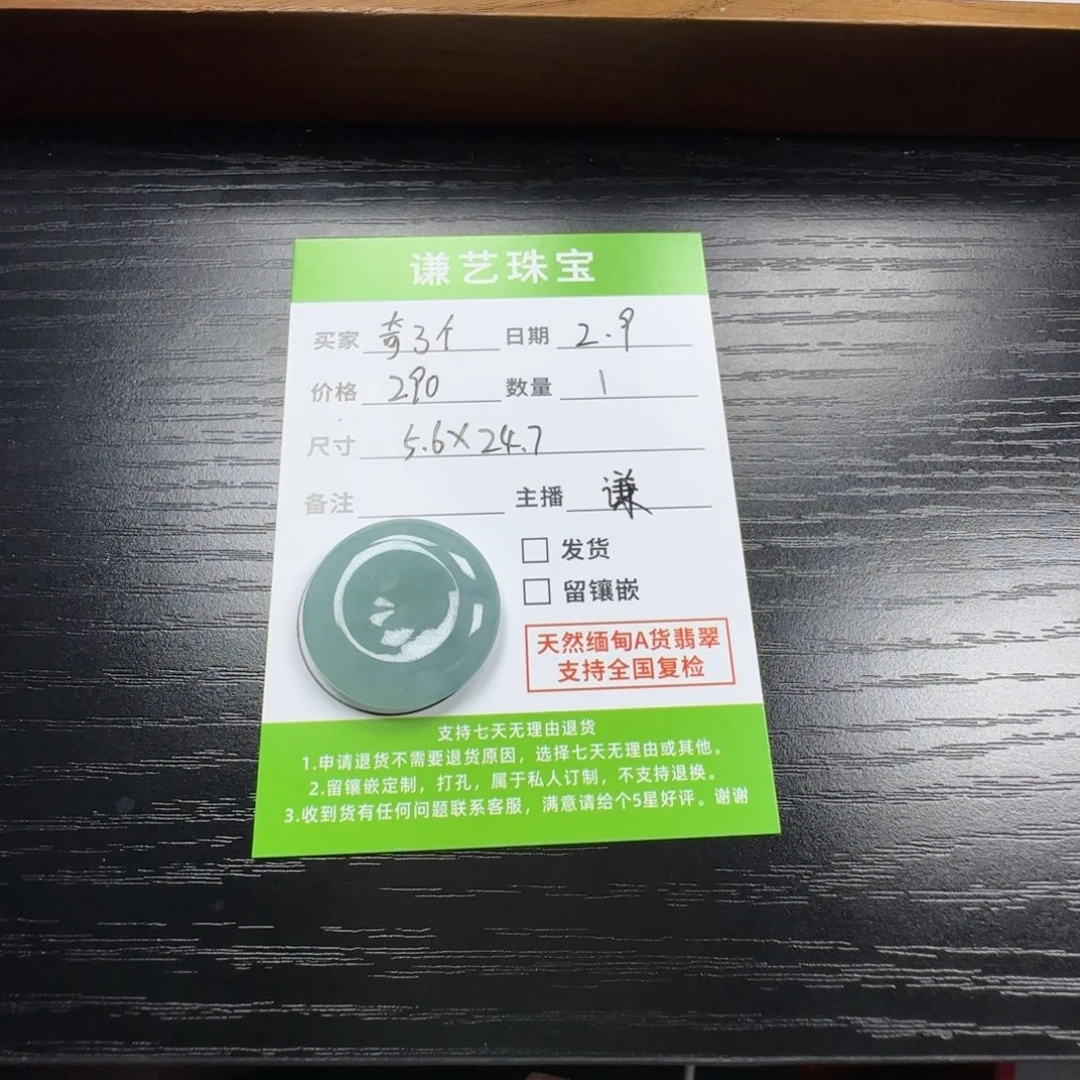 谦艺珠宝
买家 奇3个 日期 2.9
价格 290 数量 1
尺寸 5.6×24.7
备注 主播 谦
发货
留镶嵌
天然缅甸A货翡翠
支持全国复检
支持七天无理由退货
1.申请退货不需要退货原因，选择七天无理由或其他。
2.留镶嵌定制，打孔，属于私人订制，不支持退换。
3.收到货有任何问题联系客服，满意请给个5星好评。谢谢